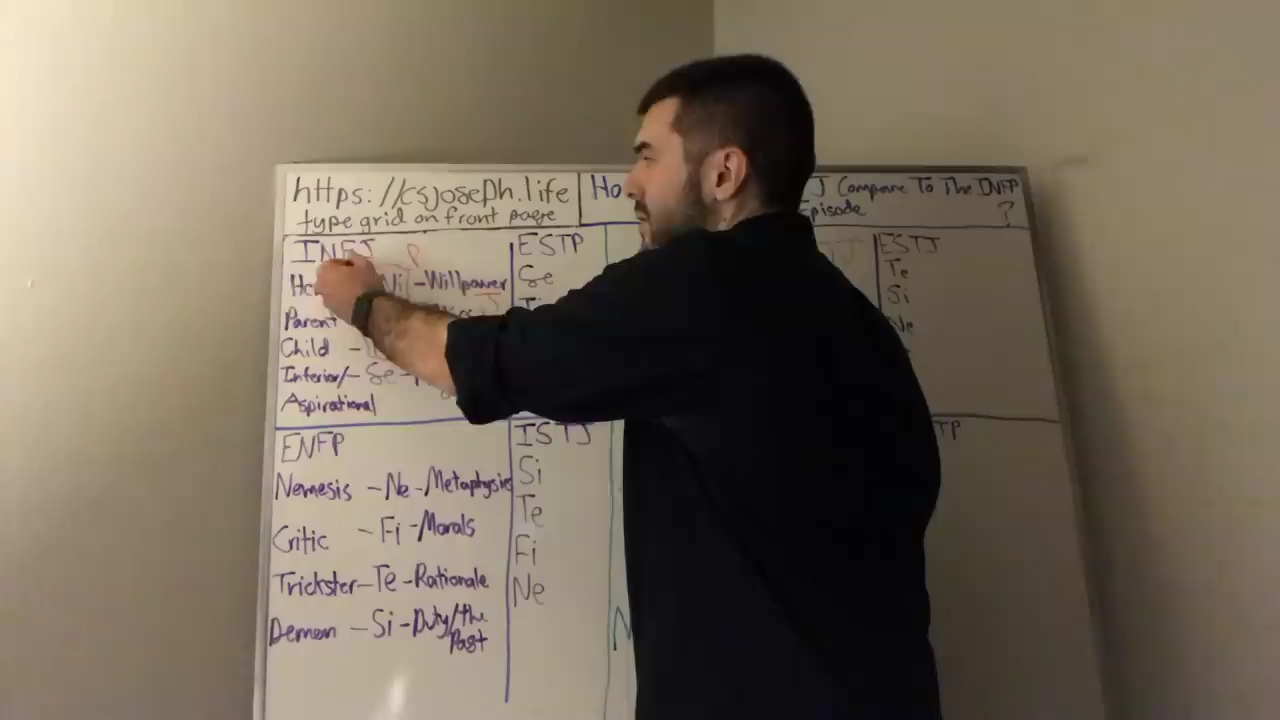 https://csjoseph.life
type grid on front page
Ho
J Compare To The INFP
Episode
?
INFJ P
Ni - Willpower
J
Parent
Child -
Inferior/- Se -
Aspirational
ESTP
Se
ESTJ
Te
Si
Ne
ENFP
Nemesis - Ne - Metaphysics
Critic - Fi - Morals
Trickster - Te - Rationale
Demon - Si - Duty/the
Past
ISTJ
Si
Te
Fi
Ne
N
TP